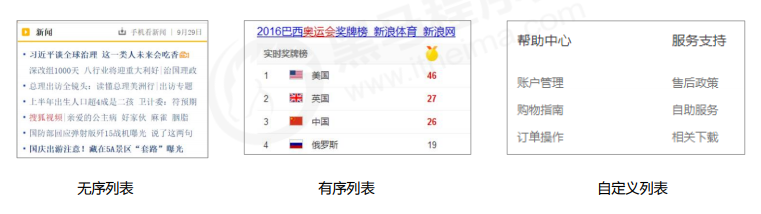 新闻 手机看新闻 | 9月29日
• 习近平谈全球治理 这一类人未来会吃香
深改组1000天 八行业将迎重大利好|治国理政
• 总理出访全镜头：读懂总理美洲行|出访专题
• 上半年出生人口超4成是二孩 卫计委：符预期
• 搜狐视频|亲爱的公主病 好家伙 麻雀 胭脂
• 国防部回应弹射舰歼15战机曝光 说了这两句
• 国庆出游注意！藏在5A景区“套路”曝光
无序列表
2016巴西奥运会奖牌榜_新浪体育_新浪网
实时奖牌榜
1 美国 46
2 英国 27
3 中国 26
4 俄罗斯 19
有序列表
帮助中心 服务支持
账户管理 售后政策
购物指南 自助服务
订单操作 相关下载
自定义列表